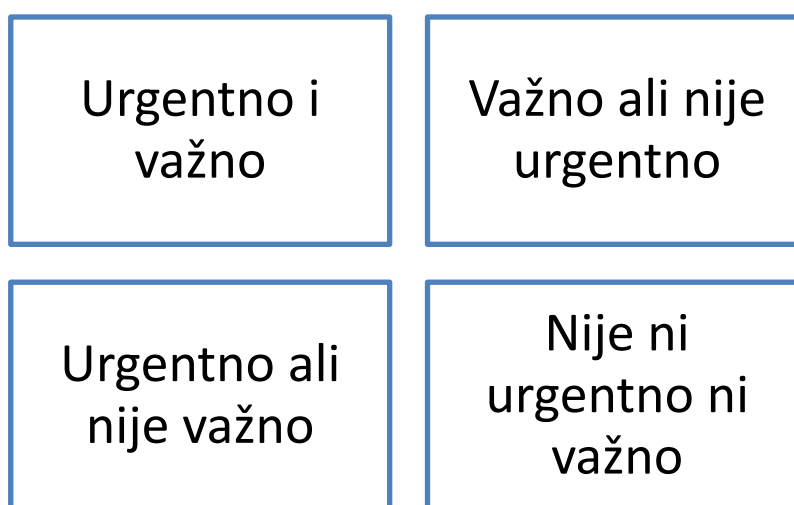 Urgentno i
važno
Važno ali nije
urgentno
Urgentno ali
nije važno
Nije ni
urgentno ni
važno